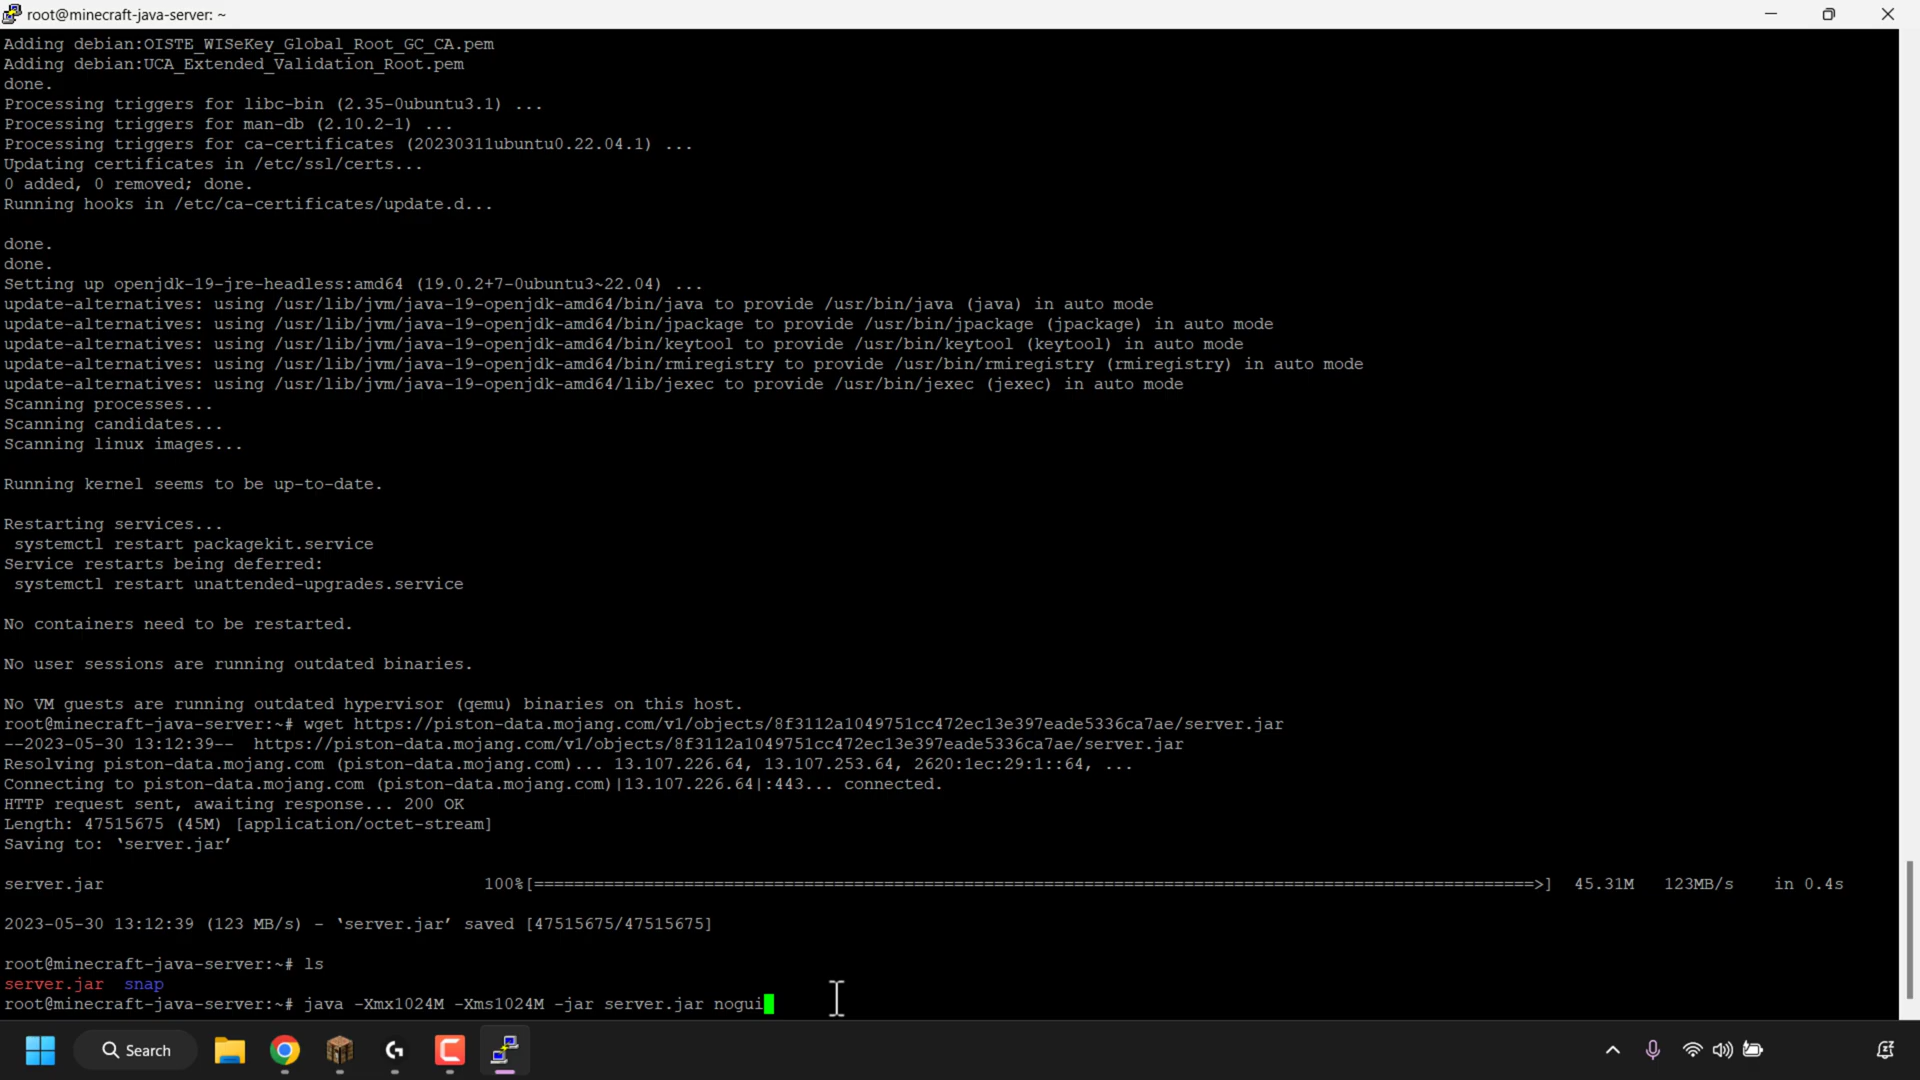 root@minecraft-java-server: ~
Adding debian:OISTE_WISeKey_Global_Root_GC_CA.pem
Adding debian:UCA_Extended_Validation_Root.pem
done.
Processing triggers for libc-bin (2.35-0ubuntu3.1) ...
Processing triggers for man-db (2.10.2-1) ...
Processing triggers for ca-certificates (20230311ubuntu0.22.04.1) ...
Updating certificates in /etc/ssl/certs...
0 added, 0 removed; done.
Running hooks in /etc/ca-certificates/update.d...
done.
done.
Setting up openjdk-19-jre-headless:amd64 (19.0.2+7-0ubuntu3~22.04) ...
update-alternatives: using /usr/lib/jvm/java-19-openjdk-amd64/bin/java to provide /usr/bin/java (java) in auto mode
update-alternatives: using /usr/lib/jvm/java-19-openjdk-amd64/bin/jpackage to provide /usr/bin/jpackage (jpackage) in auto mode
update-alternatives: using /usr/lib/jvm/java-19-openjdk-amd64/bin/keytool to provide /usr/bin/keytool (keytool) in auto mode
update-alternatives: using /usr/lib/jvm/java-19-openjdk-amd64/bin/rmiregistry to provide /usr/bin/rmiregistry (rmiregistry) in auto mode
update-alternatives: using /usr/lib/jvm/java-19-openjdk-amd64/lib/jexec to provide /usr/bin/jexec (jexec) in auto mode
Scanning processes...
Scanning candidates...
Scanning linux images...
Running kernel seems to be up-to-date.
Restarting services...
systemctl restart packagekit.service
Service restarts being deferred:
systemctl restart unattended-upgrades.service
No containers need to be restarted.
No user sessions are running outdated binaries.
No VM guests are running outdated hypervisor (qemu) binaries on this host.
root@minecraft-java-server:~# wget https://piston-data.mojang.com/v1/objects/8f3112a1049751cc472ec13e397eade5336ca7ae/server.jar
--2023-05-30 13:12:39--  https://piston-data.mojang.com/v1/objects/8f3112a1049751cc472ec13e397eade5336ca7ae/server.jar
Resolving piston-data.mojang.com (piston-data.mojang.com)... 13.107.226.64, 13.107.253.64, 2620:1ec:29:1::64, ...
Connecting to piston-data.mojang.com (piston-data.mojang.com)|13.107.226.64|:443... connected.
HTTP request sent, awaiting response... 200 OK
Length: 47515675 (45M) [application/octet-stream]
Saving to: ‘server.jar’
server.jar 100%[====================================================================================================>] 45.31M 123MB/s in 0.4s
2023-05-30 13:12:39 (123 MB/s) - ‘server.jar’ saved [47515675/47515675]
root@minecraft-java-server:~# ls
server.jar  snap
root@minecraft-java-server:~# java -Xmx1024M -Xms1024M -jar server.jar nogui
Search